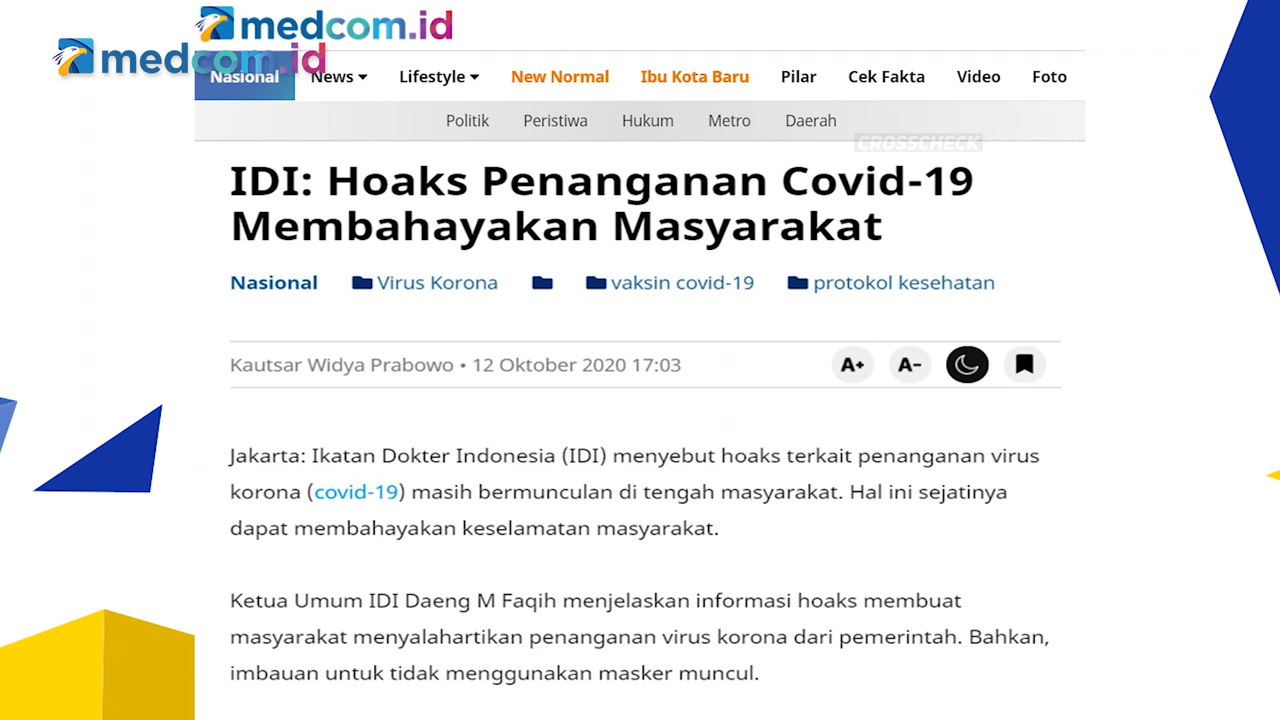 medcom.id
medcom.id
Nasional News Lifestyle New Normal Ibu Kota Baru Pilar Cek Fakta Video Foto
Politik Peristiwa Hukum Metro Daerah
CROSSCHECK
IDI: Hoaks Penanganan Covid-19
Membahayakan Masyarakat
Nasional Virus Korona vaksin covid-19 protokol kesehatan
Kautsar Widya Prabowo • 12 Oktober 2020 17:03
A+ A-
Jakarta: Ikatan Dokter Indonesia (IDI) menyebut hoaks terkait penanganan virus
korona (covid-19) masih bermunculan di tengah masyarakat. Hal ini sejatinya
dapat membahayakan keselamatan masyarakat.
Ketua Umum IDI Daeng M Faqih menjelaskan informasi hoaks membuat
masyarakat menyalahartikan penanganan virus korona dari pemerintah. Bahkan,
imbauan untuk tidak menggunakan masker muncul.